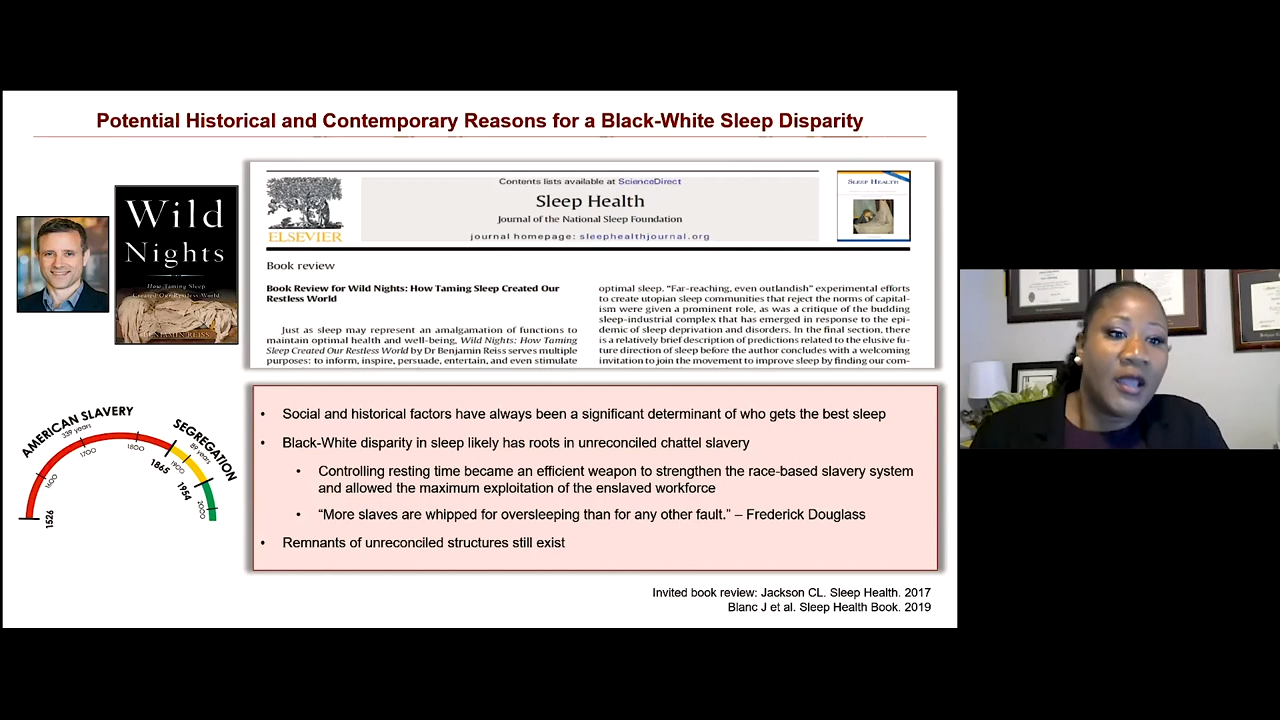 Potential Historical and Contemporary Reasons for a Black-White Sleep Disparity
Wild
Nights
How Taming Sleep
Created Our Restless World
BENJAMIN REISS
ELSEVIER
Contents lists available at ScienceDirect
Sleep Health
Journal of the National Sleep Foundation
journal homepage: sleephealthjournal.org
SLEEP HEALTH
Book review
Book Review for Wild Nights: How Taming Sleep Created Our
Restless World
Just as sleep may represent an amalgamation of functions to
maintain optimal health and well-being, Wild Nights: How Taming
Sleep Created Our Restless World by Dr Benjamin Reiss serves multiple
purposes: to inform, inspire, persuade, entertain, and even stimulate
optimal sleep. “Far-reaching, even outlandish” experimental efforts
to create utopian sleep communities that reject the norms of capital-
ism were given a prominent role, as was a critique of the budding
sleep-industrial complex that has emerged in response to the epi-
demic of sleep deprivation and disorders. In the final section, there
is a relatively brief description of predictions related to the elusive fu-
ture direction of sleep before the author concludes with a welcoming
invitation to join the movement to improve sleep by finding our com-
AMERICAN SLAVERY
339 years
SEGREGATION
89 years
1526
1600
1700
1800
1865
1900
1954
2000
• Social and historical factors have always been a significant determinant of who gets the best sleep
• Black-White disparity in sleep likely has roots in unreconciled chattel slavery
• Controlling resting time became an efficient weapon to strengthen the race-based slavery system
and allowed the maximum exploitation of the enslaved workforce
• “More slaves are whipped for oversleeping than for any other fault.” – Frederick Douglass
• Remnants of unreconciled structures still exist
Invited book review: Jackson CL. Sleep Health. 2017
Blanc J et al. Sleep Health Book. 2019